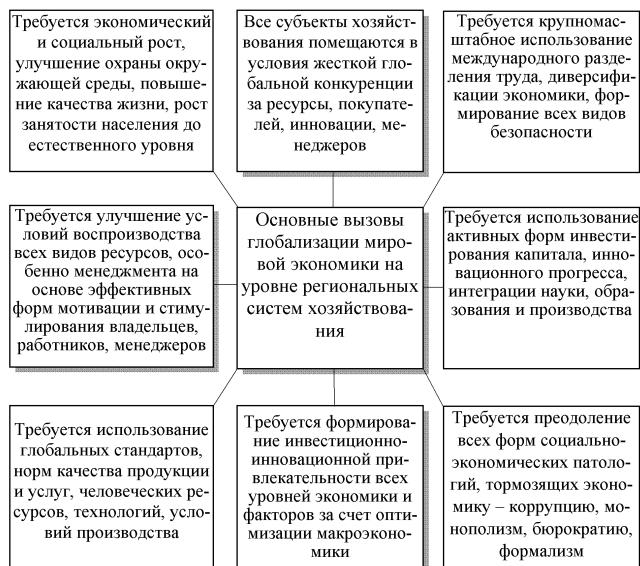 Требуется экономический
и социальный рост,
улучшение охраны окру-
жающей среды, повыше-
ние качества жизни, рост
занятости населения до
естественного уровня
Все субъекты хозяйст-
вования помещаются в
условия жесткой гло-
бальной конкуренции
за ресурсы, покупате-
лей, инновации, ме-
неджеров
Требуется крупномас-
штабное использование
международного разде-
ления труда, диверси-
фикации экономики, фор-
мирование всех видов
безопасности
Требуется улучшение ус-
ловий воспроизводства
всех видов ресурсов, осо-
бенно менеджмента на
основе эффективных
форм мотивации и стиму-
лирования владельцев,
работников, менеджеров
Основные вызовы
глобализации миро-
вой экономики на
уровне региональных
систем хозяйствова-
ния
Требуется использование
активных форм инвести-
рования капитала, инно-
вационного прогресса,
интеграции науки, обра-
зования и производства
Требуется использование
глобальных стандартов,
норм качества продукции
и услуг, человеческих ре-
сурсов, технологий, усло-
вий производства
Требуется формирование
инвестиционно-
инновационной при-
влекательности всех
уровней экономики и
факторов за счет опти-
мизации макроэконо-
мики
Требуется преодоление
всех форм социально-
экономических патоло-
гий, тормозящих эконо-
мику – коррупцию, мо-
нополизм, бюрократию,
формализм